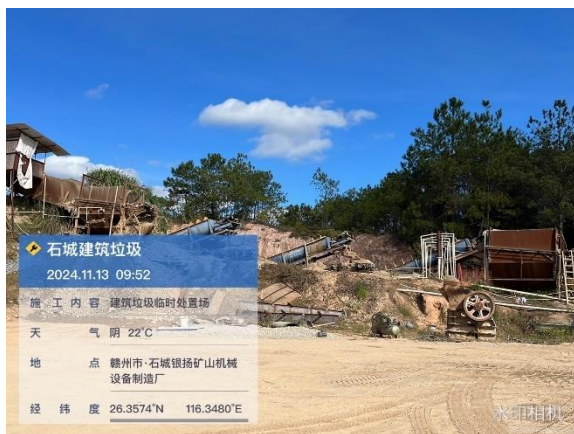 石城建筑垃圾
2024.11.13 09:52
施工内容 建筑垃圾临时处置场
天气 阴 22℃
地点 赣州市·石城银扬矿山机械
设备制造厂
经纬度 26.3574°N 116.3480°E
水印相机